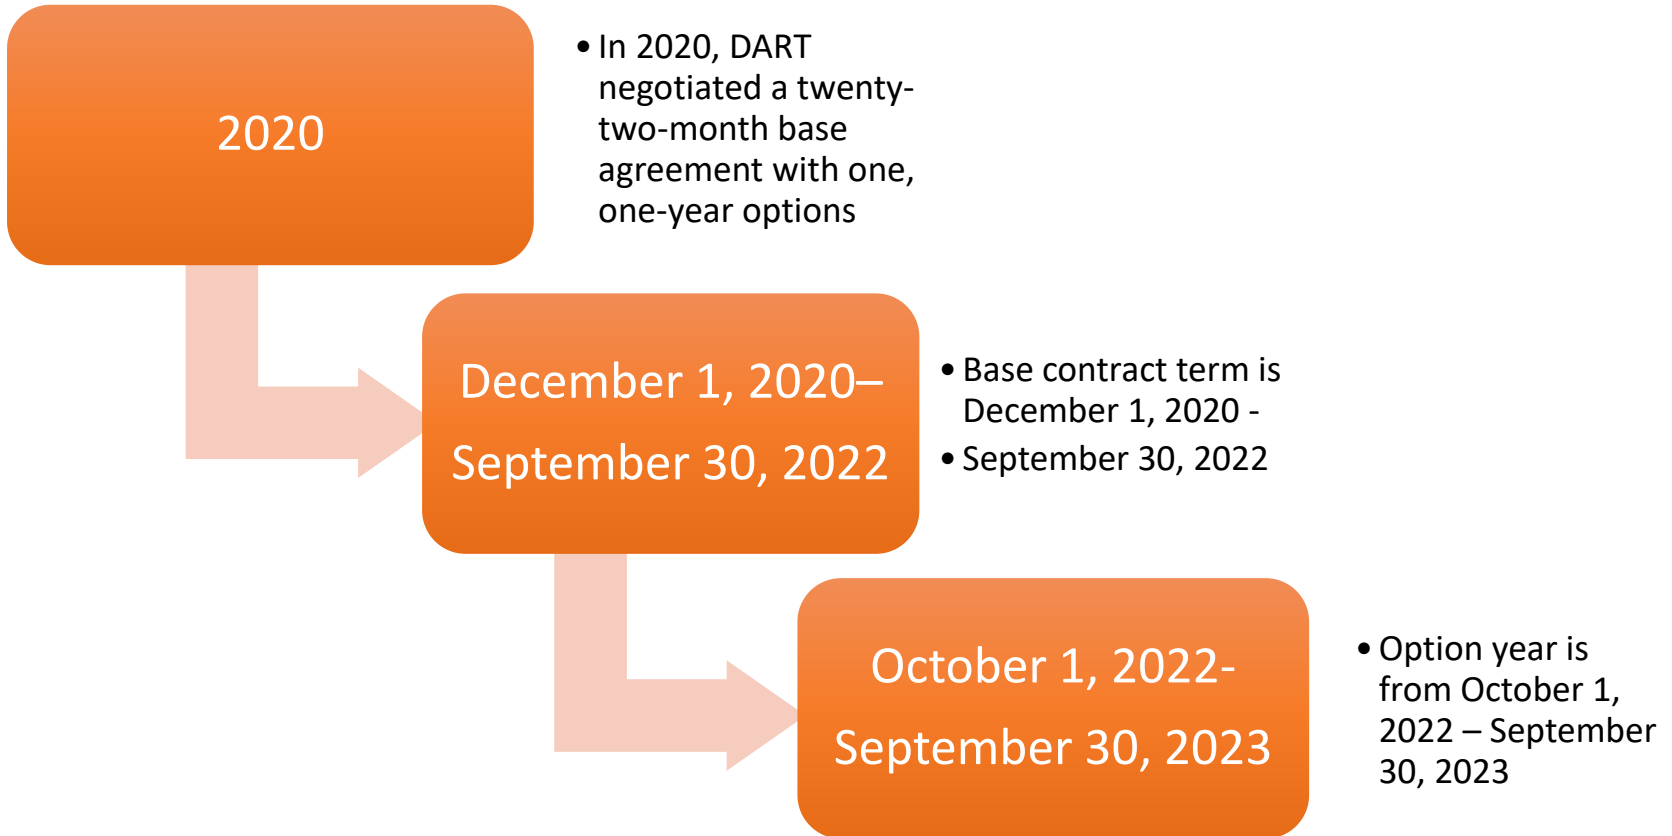 2020
• In 2020, DART
negotiated a twenty-
two-month base
agreement with one,
one-year options
December 1, 2020–
September 30, 2022
• Base contract term is
December 1, 2020 -
• September 30, 2022
October 1, 2022-
September 30, 2023
• Option year is
from October 1,
2022 – September
30, 2023